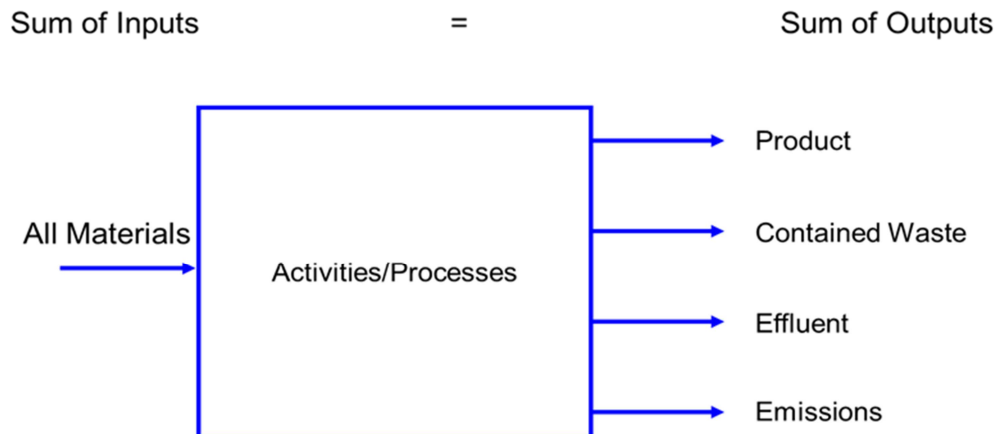 Sum of Inputs = Sum of Outputs
Product
All Materials
Contained Waste
Activities/Processes
Effluent
Emissions